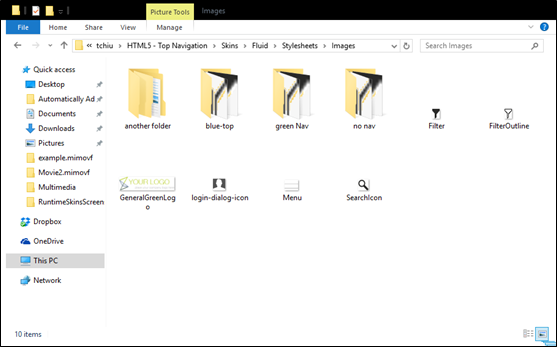 Picture Tools
Images
File
Home
Share
View
Manage
« tchiu > HTML5 - Top Navigation > Skins > Fluid > Stylesheets > Images
Search Images
Quick access
Desktop
Automatically Ad
Documents
Downloads
Pictures
example.mimovf
Movie2.mimovf
Multimedia
RuntimeSkinsScreen
Dropbox
OneDrive
This PC
Network
another folder
blue-top
green Nav
no nav
Filter
FilterOutline
YOUR LOGO
GeneralGreenLog
o
login-dialog-icon
Menu
SearchIcon
10 items